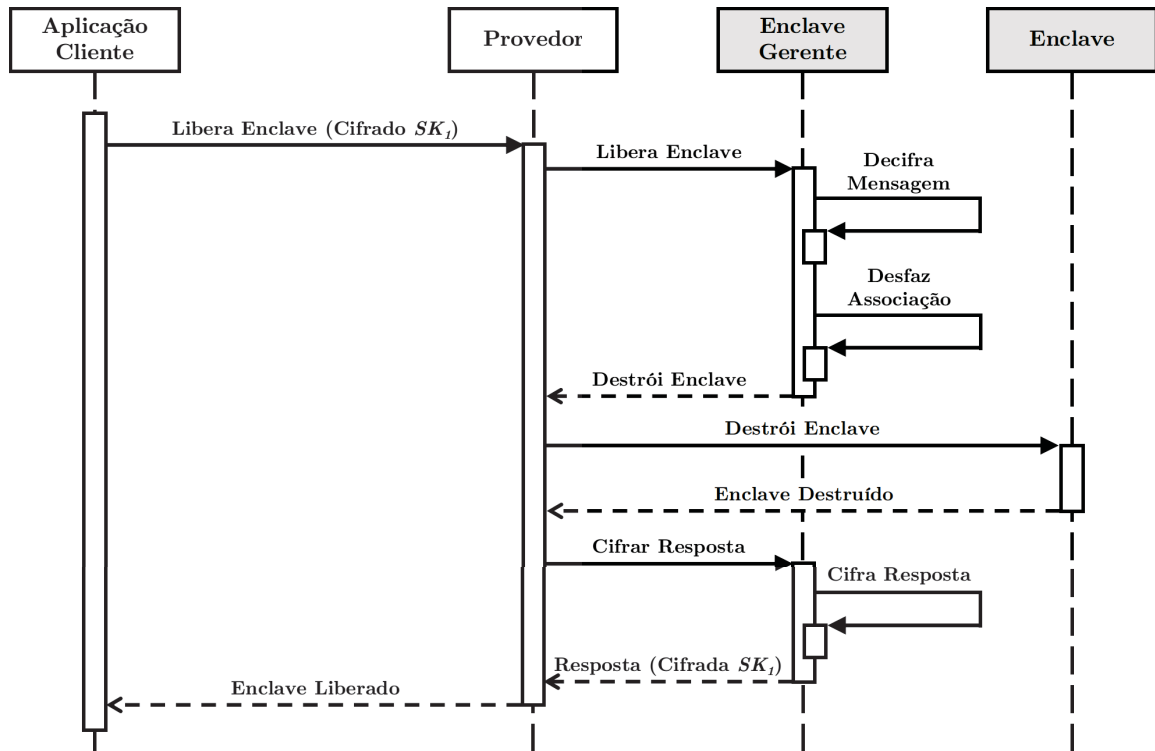 Aplicação
Cliente
Provedor
Enclave
Gerente
Enclave
Libera Enclave (Cifrado SK₁)
Libera Enclave
Decifra
Mensagem
Desfaz
Associação
Destrói Enclave
Destrói Enclave
Enclave Destruído
Cifrar Resposta
Cifra Resposta
Resposta (Cifrada SK₁)
Enclave Liberado